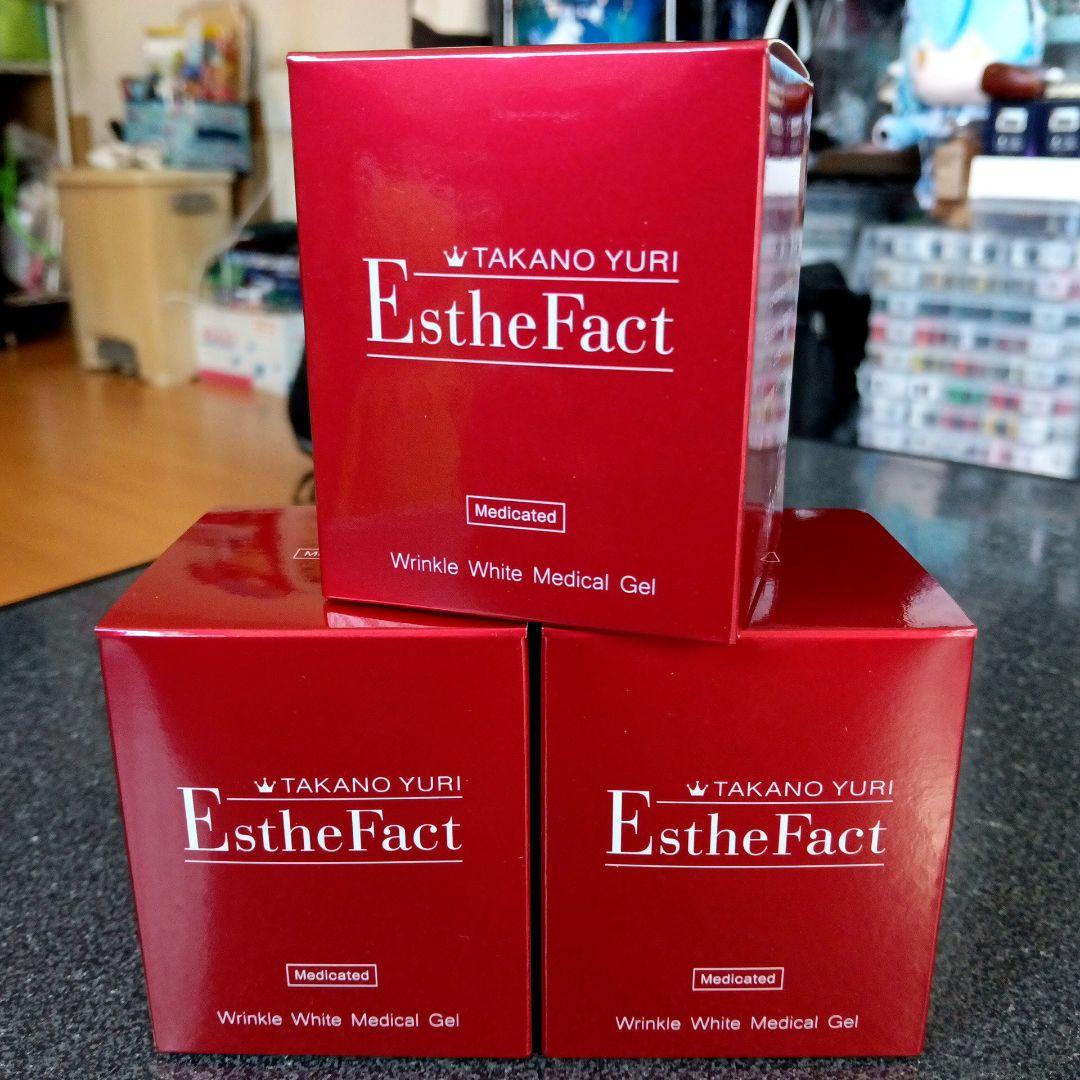 TAKANO YURI
EstheFact
Medicated
Wrinkle White Medical Gel
TAKANO YURI
EstheFact
Medicated
Wrinkle White Medical Gel
TAKANO YURI
EstheFact
Medicated
Wrinkle White Medical Gel